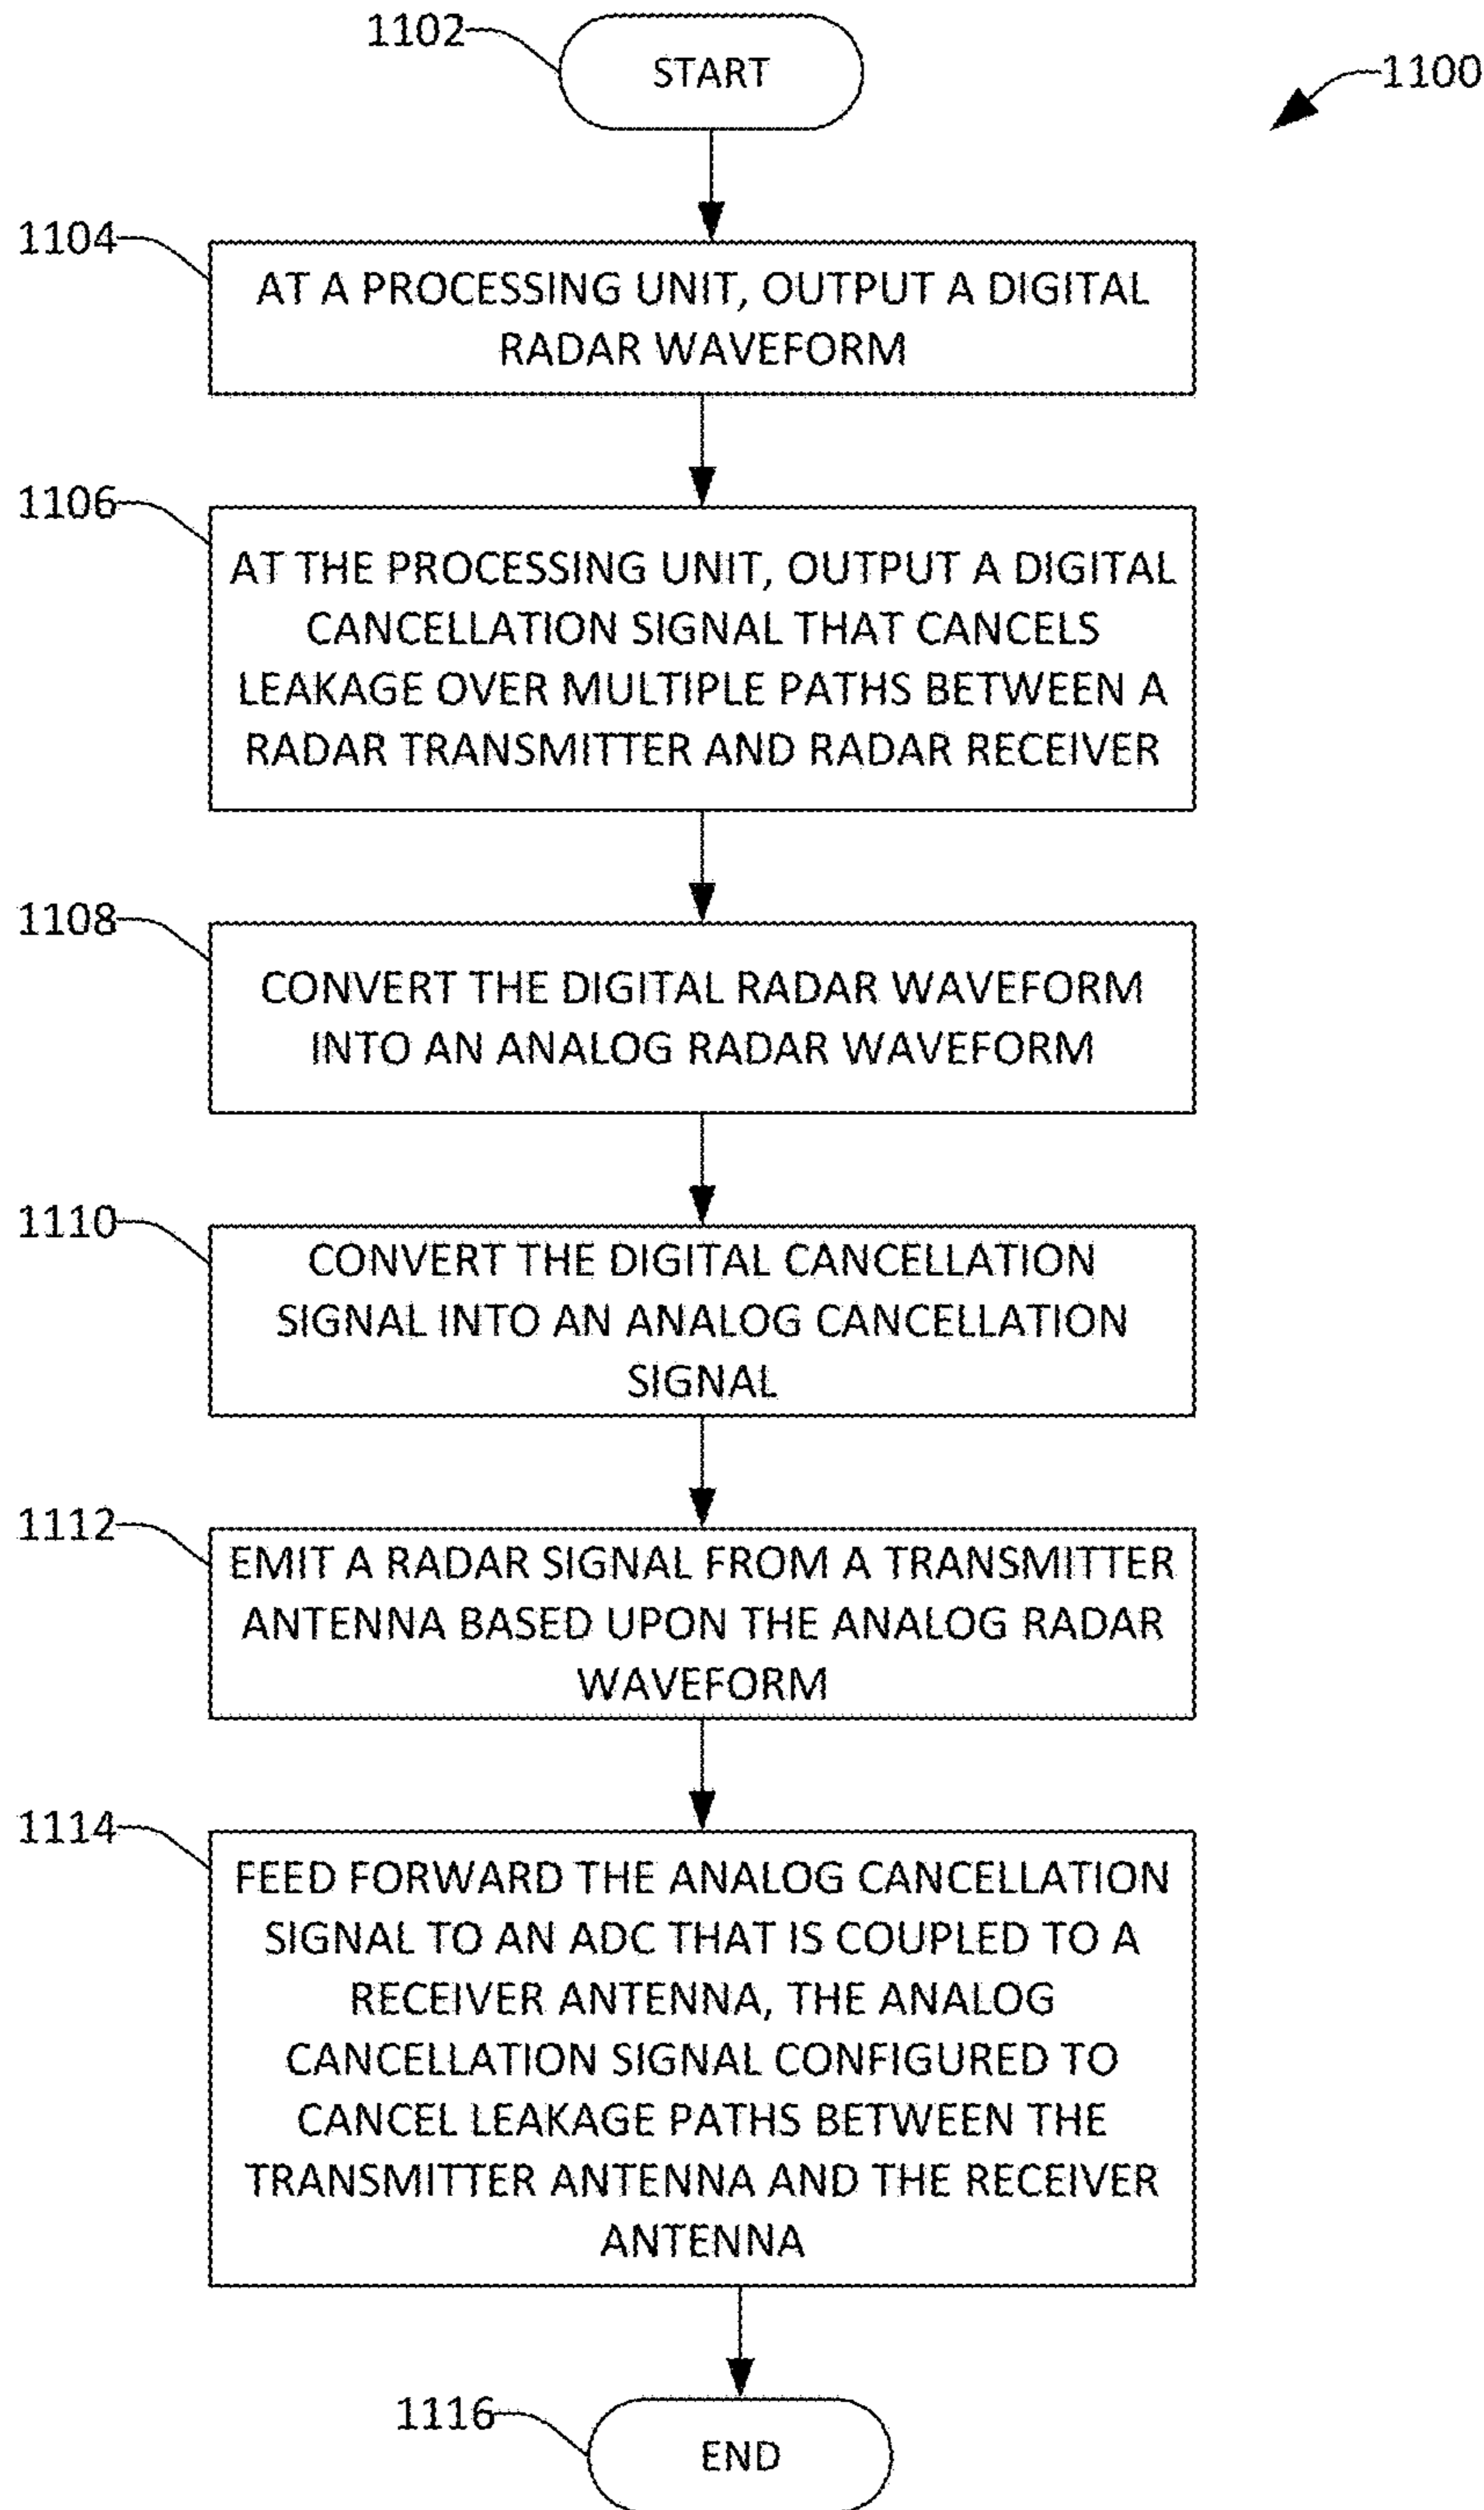 1102
START
1100
1104
AT A PROCESSING UNIT, OUTPUT A DIGITAL
RADAR WAVEFORM
1106
AT THE PROCESSING UNIT, OUTPUT A DIGITAL
CANCELLATION SIGNAL THAT CANCELS
LEAKAGE OVER MULTIPLE PATHS BETWEEN A
RADAR TRANSMITTER AND RADAR RECEIVER
1108
CONVERT THE DIGITAL RADAR WAVEFORM
INTO AN ANALOG RADAR WAVEFORM
1110
CONVERT THE DIGITAL CANCELLATION
SIGNAL INTO AN ANALOG CANCELLATION
SIGNAL
1112
EMIT A RADAR SIGNAL FROM A TRANSMITTER
ANTENNA BASED UPON THE ANALOG RADAR
WAVEFORM
1114
FEED FORWARD THE ANALOG CANCELLATION
SIGNAL TO AN ADC THAT IS COUPLED TO A
RECEIVER ANTENNA, THE ANALOG
CANCELLATION SIGNAL CONFIGURED TO
CANCEL LEAKAGE PATHS BETWEEN THE
TRANSMITTER ANTENNA AND THE RECEIVER
ANTENNA
1116
END